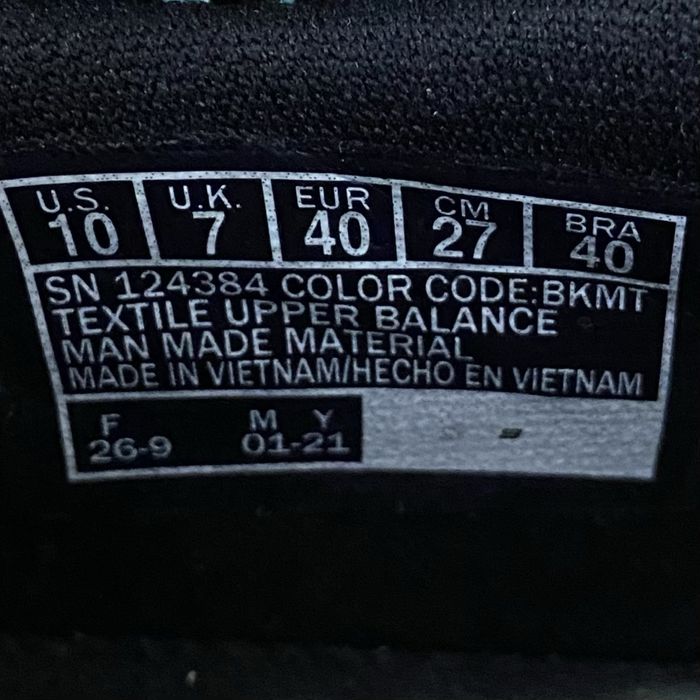 U.S. U.K. EUR CM BRA
10 7 40 27 40
SN 124384 COLOR CODE:BKMT
TEXTILE UPPER BALANCE
MAN MADE MATERIAL
MADE IN VIETNAM/HECHO EN VIETNAM
F M Y
26-9 01-21